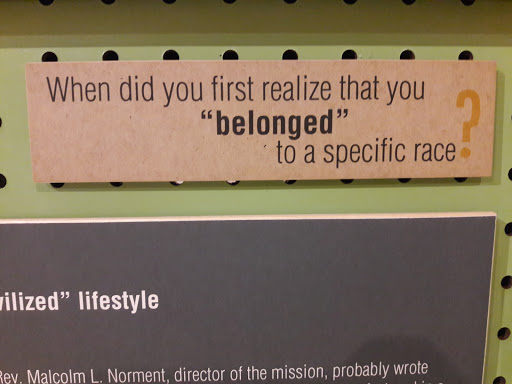 When did you first realize that you
“belonged”
to a specific race?
vilized” lifestyle
Rev. Malcolm L. Norment, director of the mission, probably wrote